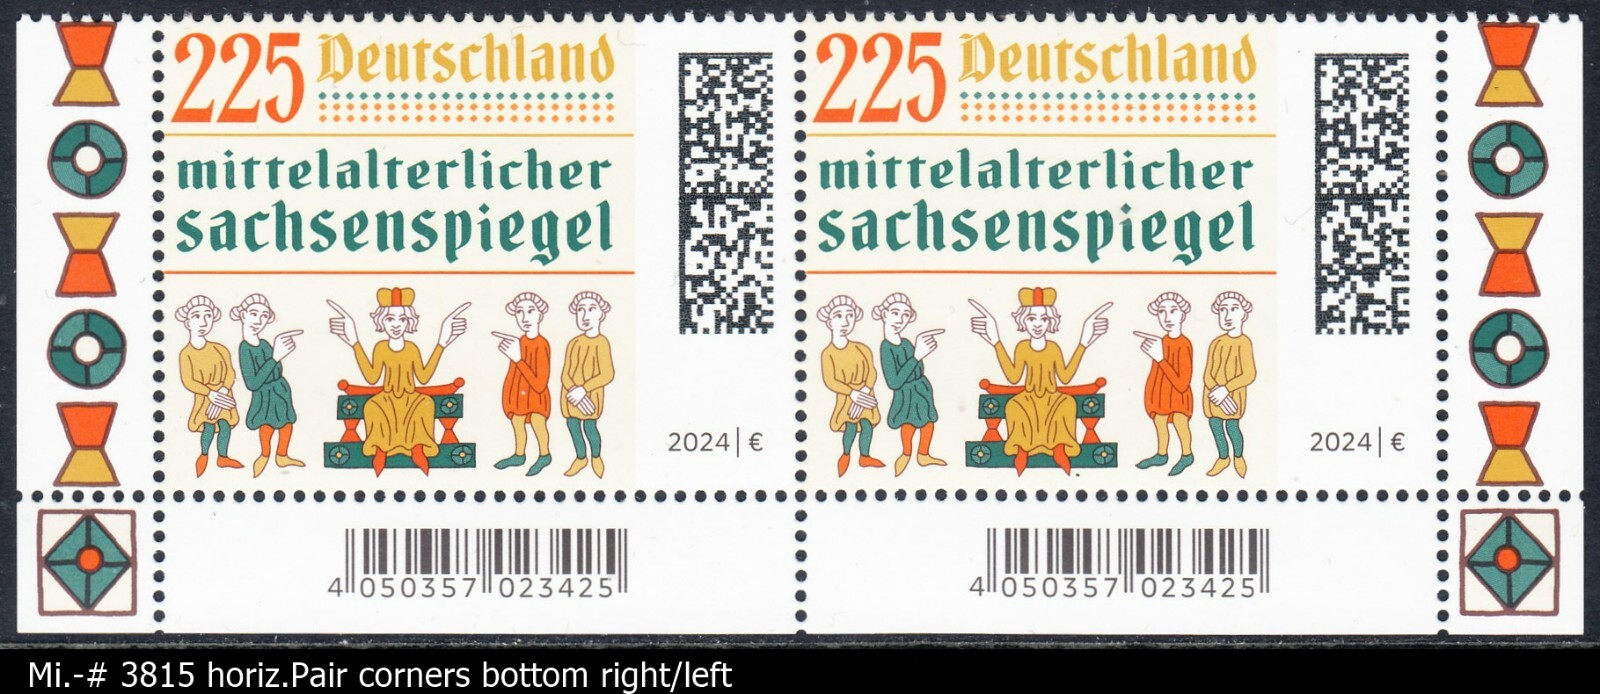 225 Deutschland
mittelalterlicher
sachsenspiegel
2024|€
4 050357 023425
225 Deutschland
mittelalterlicher
sachsenspiegel
2024|€
4 050357 023425
Mi.-# 3815 horiz.Pair corners bottom right/left